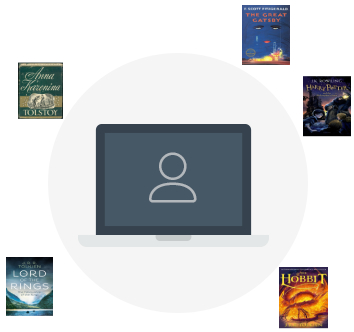 F. SCOTT FITZGERALD
THE GREAT
GATSBY
Anna
Karenina
TOLSTOY
J.K. ROWLING
HARRY POTTER
J.R.R.
TOLKIEN
LORD
OF THE
RINGS
THE
HOBBIT